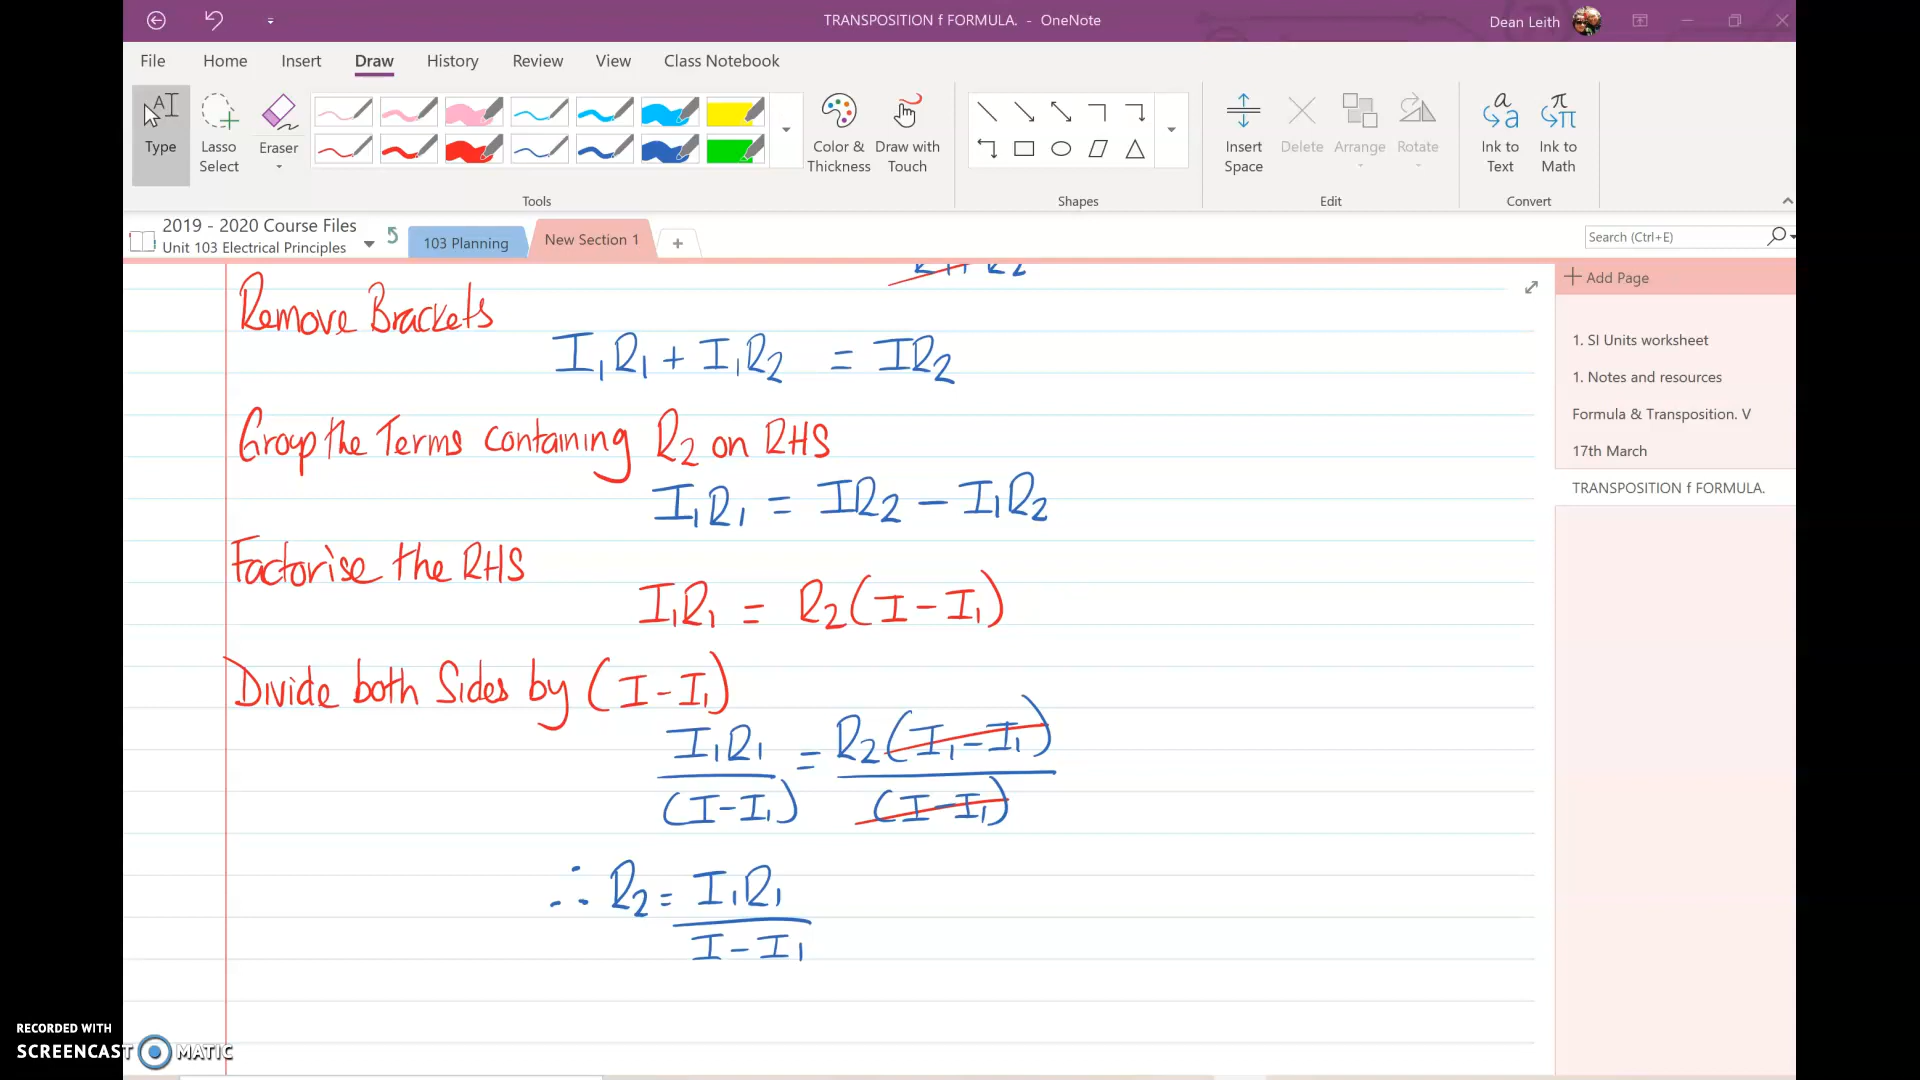 TRANSPOSITION f FORMULA. - OneNote
Dean Leith
File Home Insert Draw History Review View Class Notebook
Type
Lasso Select
Eraser
Color & Thickness
Draw with Touch
Insert Space
Delete
Arrange
Rotate
Ink to Text
Ink to Math
Tools
Shapes
Edit
Convert
2019 - 2020 Course Files
Unit 103 Electrical Principles
103 Planning
New Section 1
Search (Ctrl+E)
Add Page
1. SI Units worksheet
1. Notes and resources
Formula & Transposition. V
17th March
TRANSPOSITION f FORMULA.
Remove Brackets
I₁R₁ + I₁R₂ = IR₂
Group the Terms containing R₂ on RHS
I₁R₁ = IR₂ - I₁R₂
Factorise the RHS
I₁R₁ = R₂(I - I₁)
Divide both Sides by (I - I₁)
I₁R₁ = R₂(I₁ - I₁)
(I - I₁) (I - I₁)
∴ R₂ = I₁R₁
I - I₁
RECORDED WITH
SCREENCAST MATIC